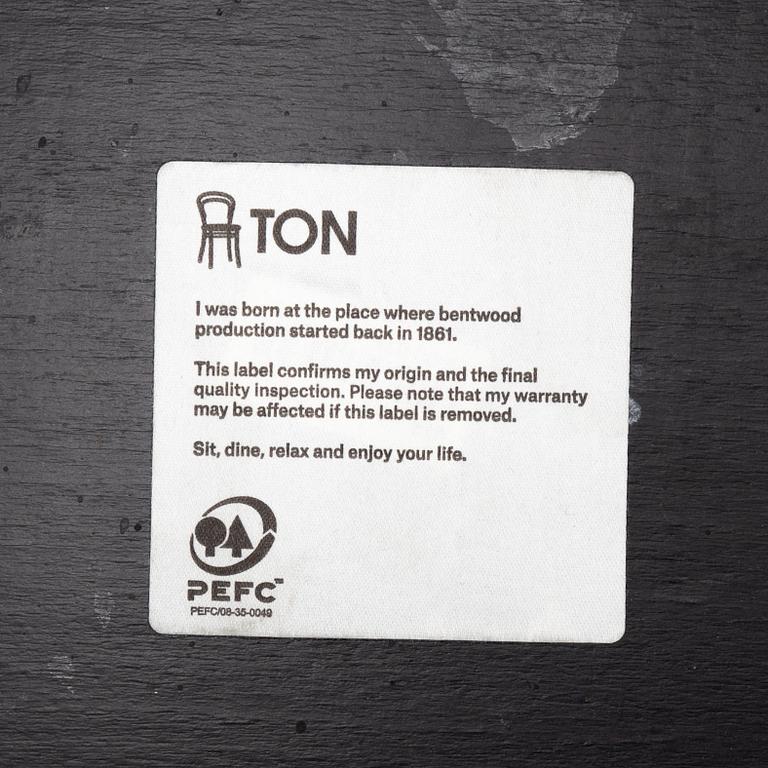 TON
I was born at the place where bentwood
production started back in 1861.
This label confirms my origin and the final
quality inspection. Please note that my warranty
may be affected if this label is removed.
Sit, dine, relax and enjoy your life.
PEFC™
PEFC/08-35-0049